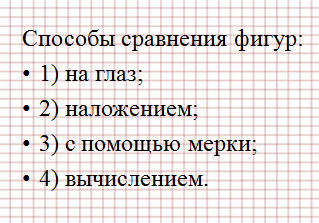 Способы сравнения фигур:
• 1) на глаз;
• 2) наложением;
• 3) с помощью мерки;
• 4) вычислением.